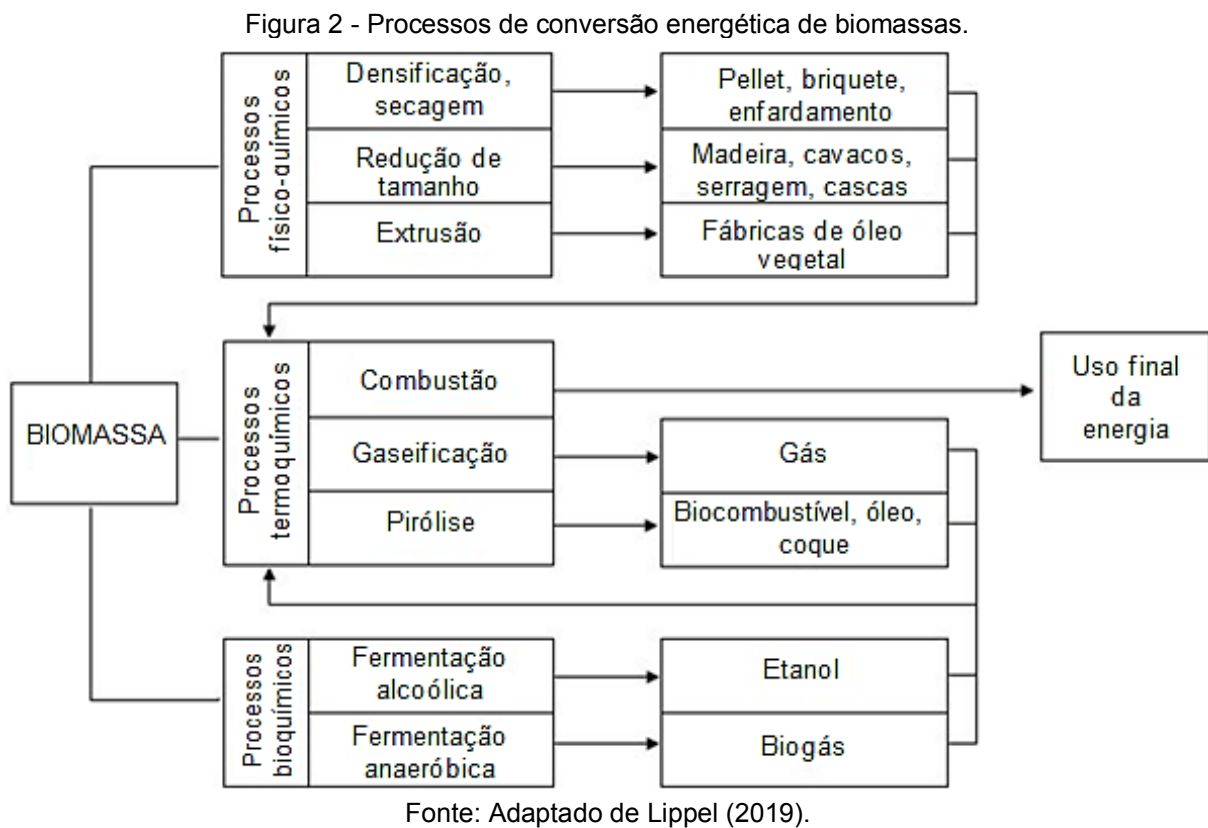 Figura 2 - Processos de conversão energética de biomassas.
Processos
físico-químicos
Densificação,
secagem
Pellet, briquete,
enfardamento
Redução de
tamanho
Madeira, cavacos,
serragem, cascas
Extrusão
Fábricas de óleo
vegetal
BIOMASSA
Processos
termoquímicos
Combustão
Uso final
da
energia
Gaseificação
Gás
Pirólise
Biocombustível, óleo,
coque
Processos
bioquímicos
Fermentação
alcoólica
Etanol
Fermentação
anaeróbica
Biogás
Fonte: Adaptado de Lippel (2019).